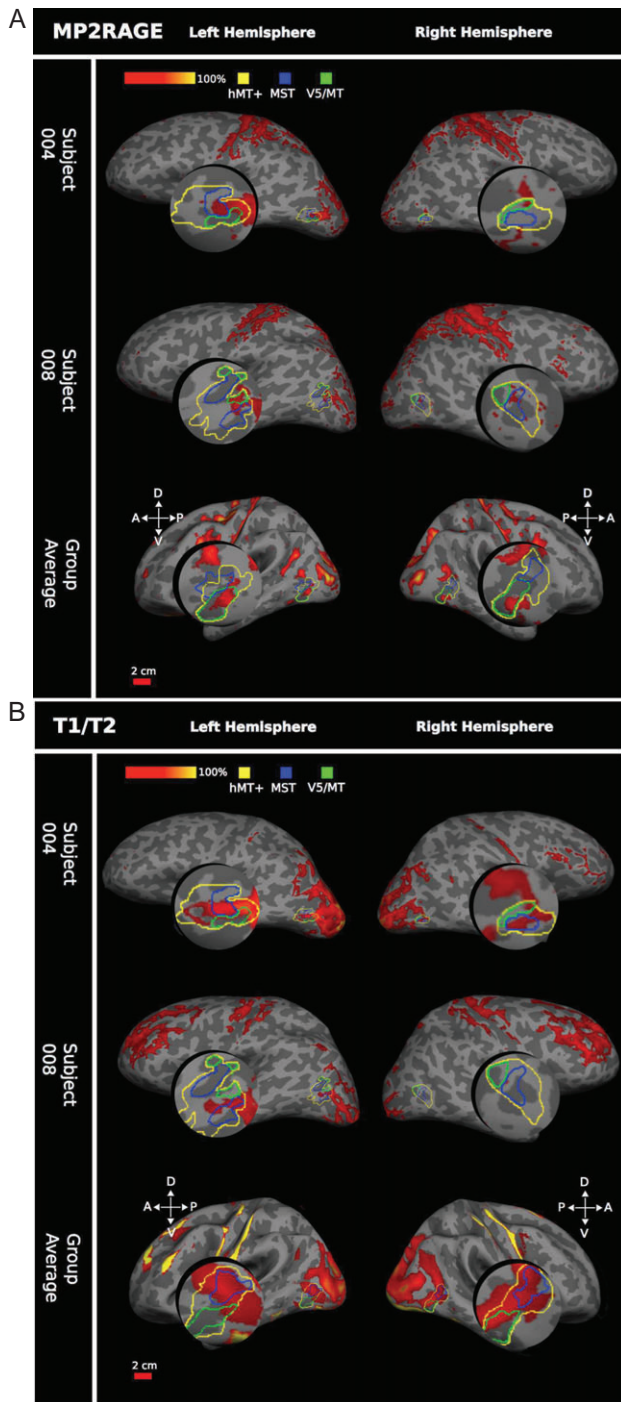 A
MP2RAGE Left Hemisphere Right Hemisphere
100% hMT+ MST V5/MT
Subject
004
Subject
008
D
A P
V
D
P A
V
Group
Average
2 cm
B
T1/T2 Left Hemisphere Right Hemisphere
100% hMT+ MST V5/MT
Subject
004
Subject
008
D
A P
V
D
P A
V
Group
Average
2 cm